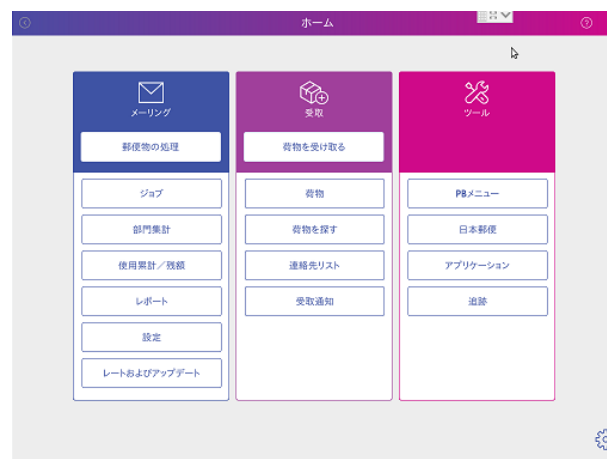 ホーム
メーリング
郵便物の処理
ジョブ
部門集計
使用累計／残額
レポート
設定
レートおよびアップデート
受取
荷物を受け取る
荷物
荷物を探す
連絡先リスト
受取通知
ツール
PBメニュー
日本郵便
アプリケーション
追跡